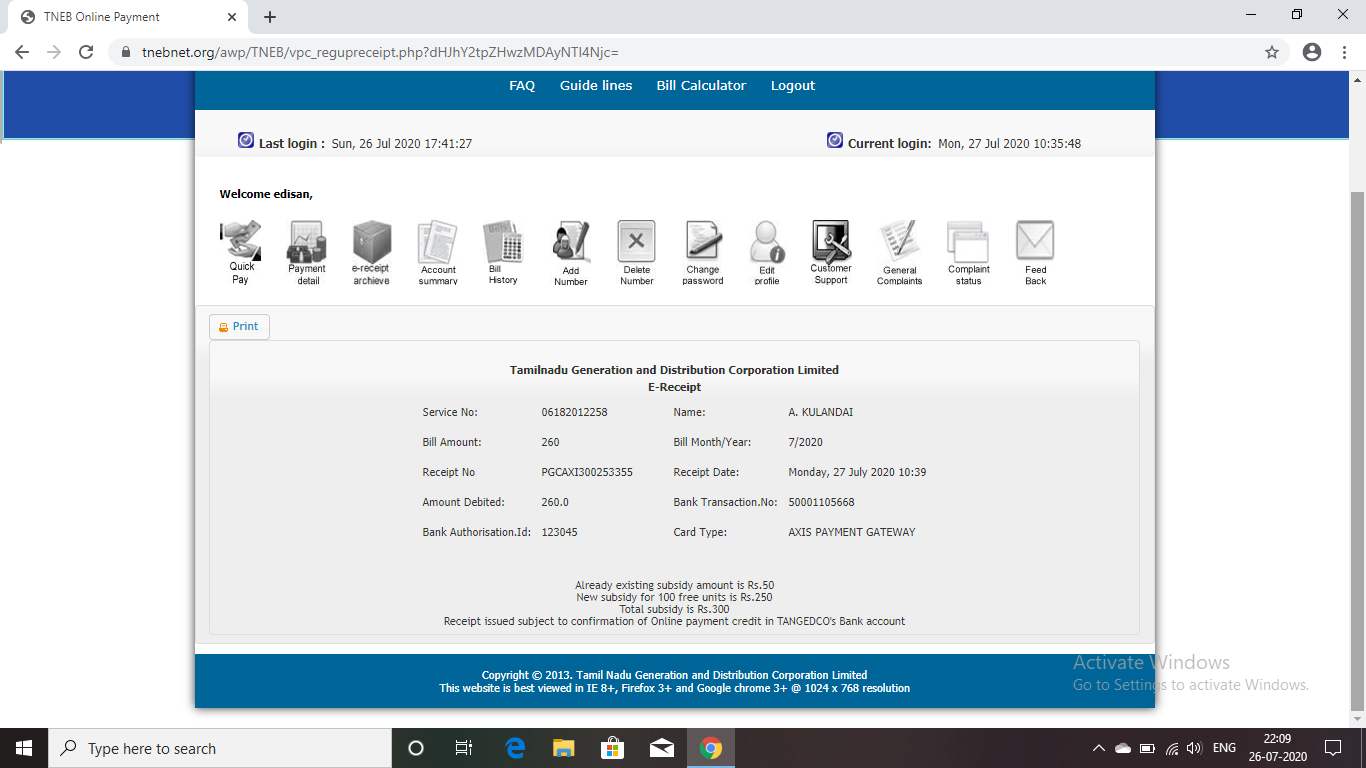 TNEB Online Payment
tnebnet.org/awp/TNEB/vpc_regupreceipt.php?dHJhY2tpZHwzMDAyNTI4Njc=
FAQ Guide lines Bill Calculator Logout
Last login : Sun, 26 Jul 2020 17:41:27 Current login: Mon, 27 Jul 2020 10:35:48
Welcome edisan,
Quick Pay
Payment detail
e-receipt archieve
Account summary
Bill History
Add Number
Delete Number
Change password
Edit profile
Customer Support
General Complaints
Complaint status
Feed Back
Print
Tamilnadu Generation and Distribution Corporation Limited
E-Receipt
Service No: 06182012258 Name: A. KULANDAI
Bill Amount: 260 Bill Month/Year: 7/2020
Receipt No PGCAXI300253355 Receipt Date: Monday, 27 July 2020 10:39
Amount Debited: 260.0 Bank Transaction.No: 50001105668
Bank Authorisation.Id: 123045 Card Type: AXIS PAYMENT GATEWAY
Already existing subsidy amount is Rs.50
New subsidy for 100 free units is Rs.250
Total subsidy is Rs.300
Receipt issued subject to confirmation of Online payment credit in TANGEDCO's Bank account
Copyright © 2013. Tamil Nadu Generation and Distribution Corporation Limited
This website is best viewed in IE 8+, Firefox 3+ and Google chrome 3+ @ 1024 x 768 resolution
Activate Windows
Go to Settings to activate Windows.
Type here to search
ENG
22:09
26-07-2020